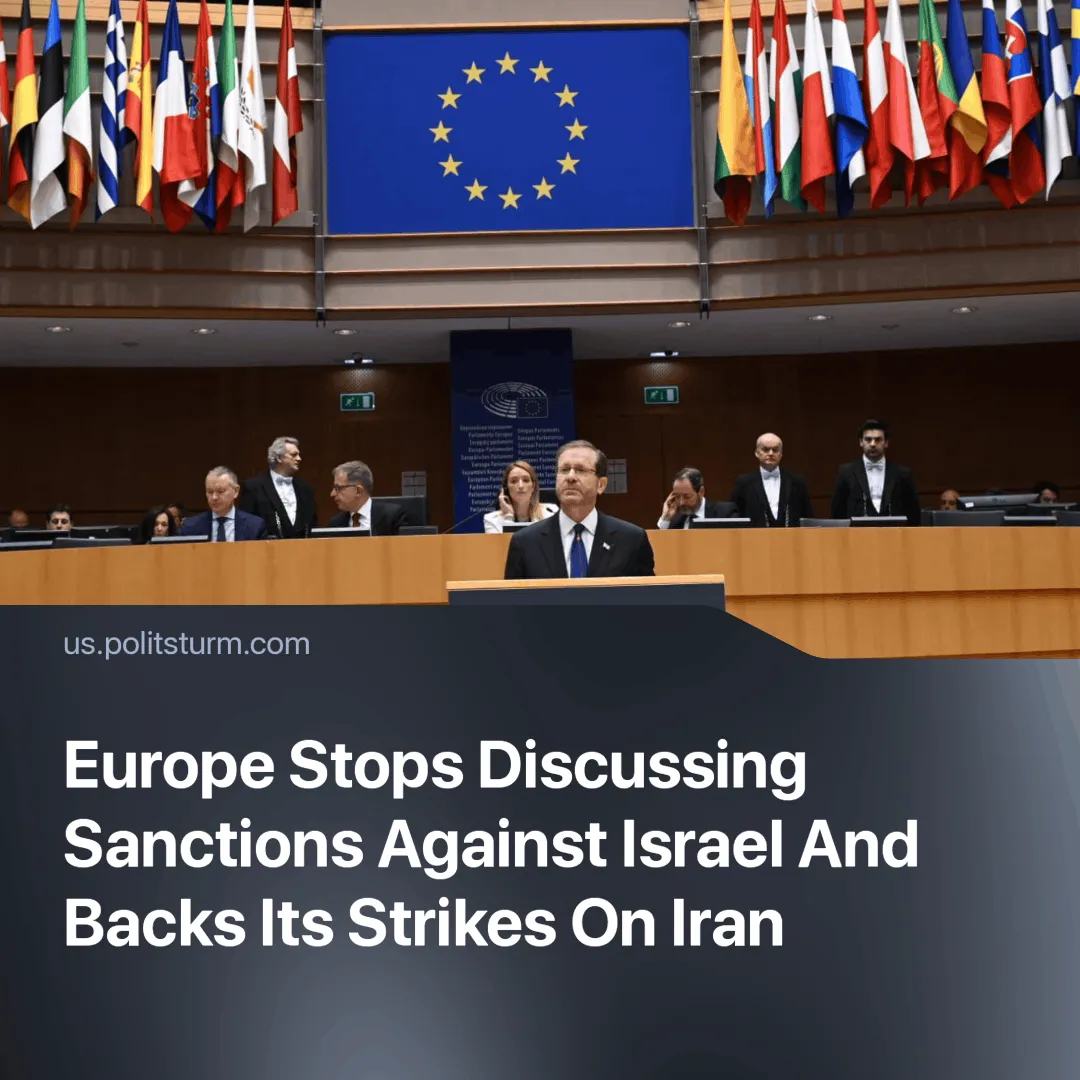 us.politsturm.com
Europe Stops Discussing
Sanctions Against Israel And
Backs Its Strikes On Iran